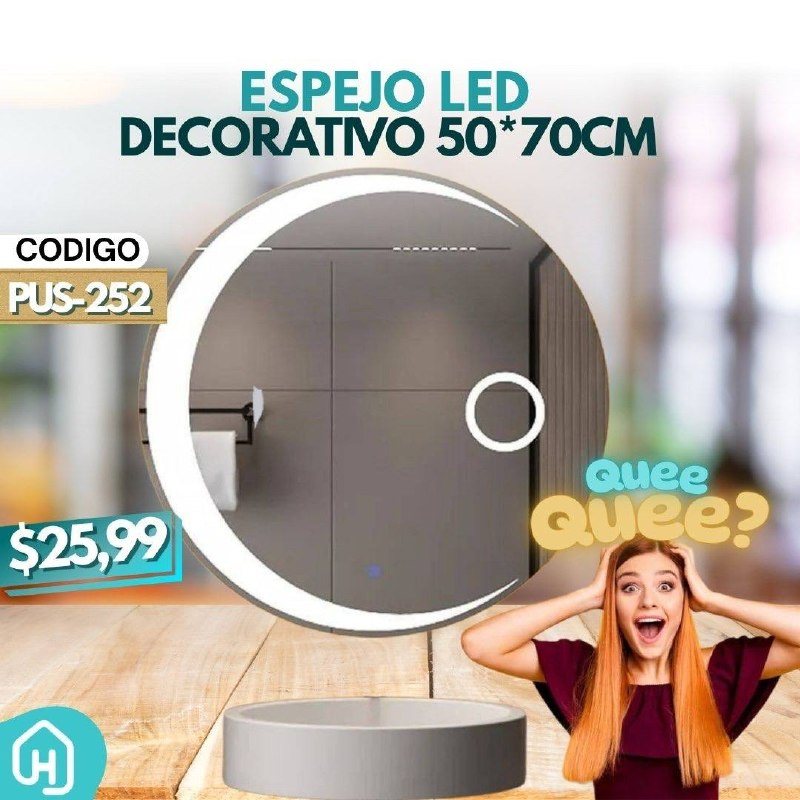 ESPEJO LED
DECORATIVO 50*70CM
CODIGO
PUS-252
Quee
Quee?
$25,99